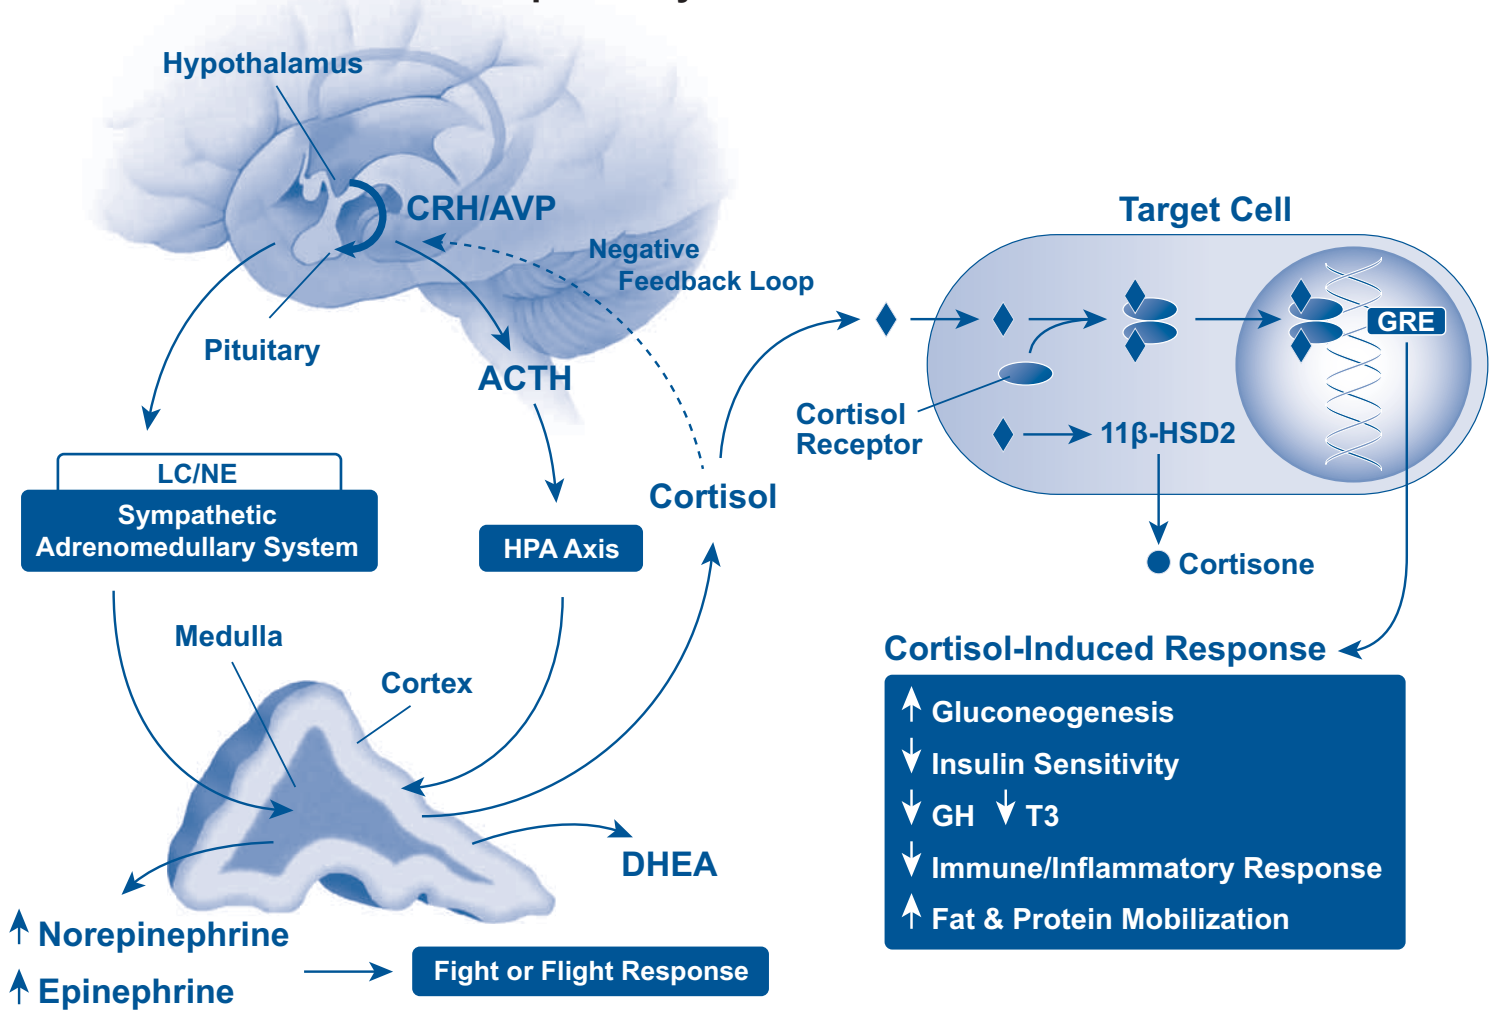 Hypothalamus
CRH/AVP
Negative
Feedback Loop
Pituitary
ACTH
LC/NE
Sympathetic
Adrenomedullary System
HPA Axis
Cortisol
Medulla
Cortex
DHEA
Norepinephrine
Epinephrine
Fight or Flight Response
Target Cell
GRE
Cortisol
Receptor
11β-HSD2
Cortisone
Cortisol-Induced Response
Gluconeogenesis
Insulin Sensitivity
GH T3
Immune/Inflammatory Response
Fat & Protein Mobilization